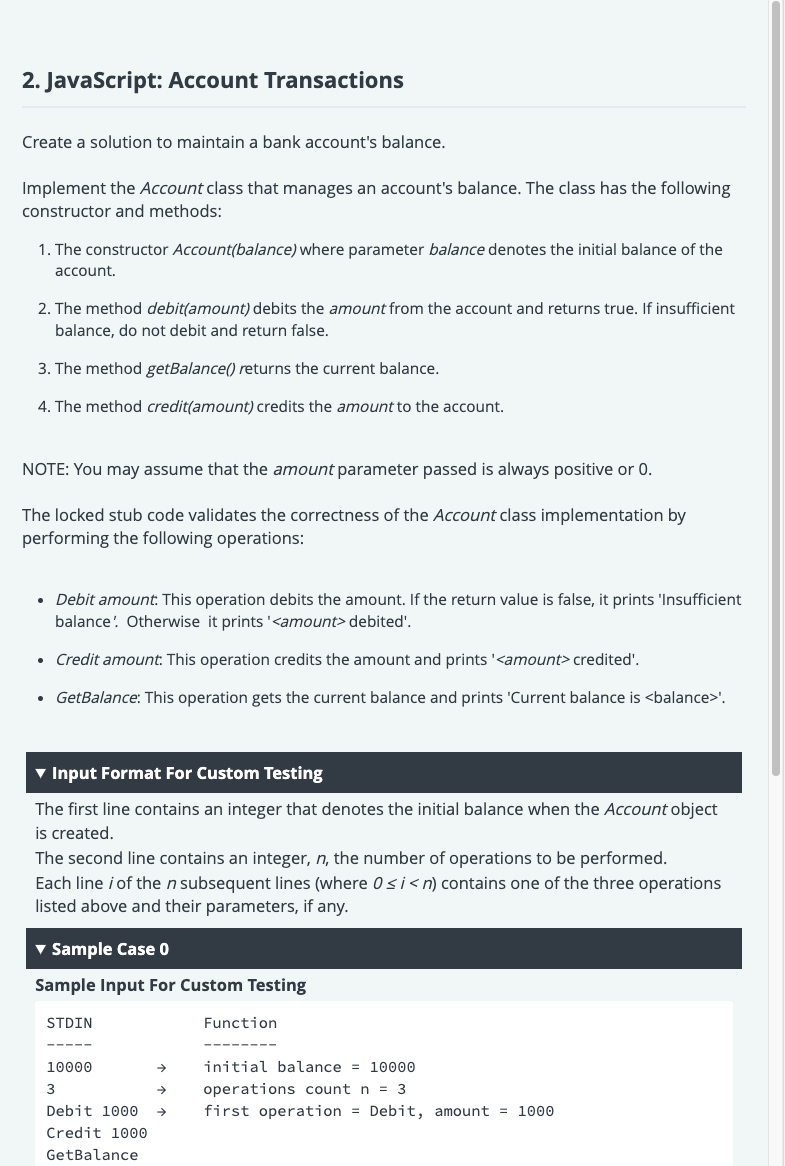 2. JavaScript: Account Transactions
Create a solution to maintain a bank account's balance.
Implement the Account class that manages an account's balance. The class has the following
constructor and methods:
1. The constructor Account(balance) where parameter balance denotes the initial balance of the
account.
2. The method debit(amount) debits the amount from the account and returns true. If insufficient
balance, do not debit and return false.
3. The method getBalance() returns the current balance.
4. The method credit(amount) credits the amount to the account.
NOTE: You may assume that the amount parameter passed is always positive or 0.
The locked stub code validates the correctness of the Account class implementation by
performing the following operations:
• Debit amount: This operation debits the amount. If the return value is false, it prints 'Insufficient
balance'. Otherwise it prints '<amount> debited'.
• Credit amount: This operation credits the amount and prints '<amount> credited'.
• GetBalance: This operation gets the current balance and prints 'Current balance is <balance>'.
▼ Input Format For Custom Testing
The first line contains an integer that denotes the initial balance when the Account object
is created.
The second line contains an integer, n, the number of operations to be performed.
Each line i of the n subsequent lines (where 0 ≤ i < n) contains one of the three operations
listed above and their parameters, if any.
▼ Sample Case 0
Sample Input For Custom Testing
STDIN Function
----- --------
10000 → initial balance = 10000
3 → operations count n = 3
Debit 1000 → first operation = Debit, amount = 1000
Credit 1000
GetBalance